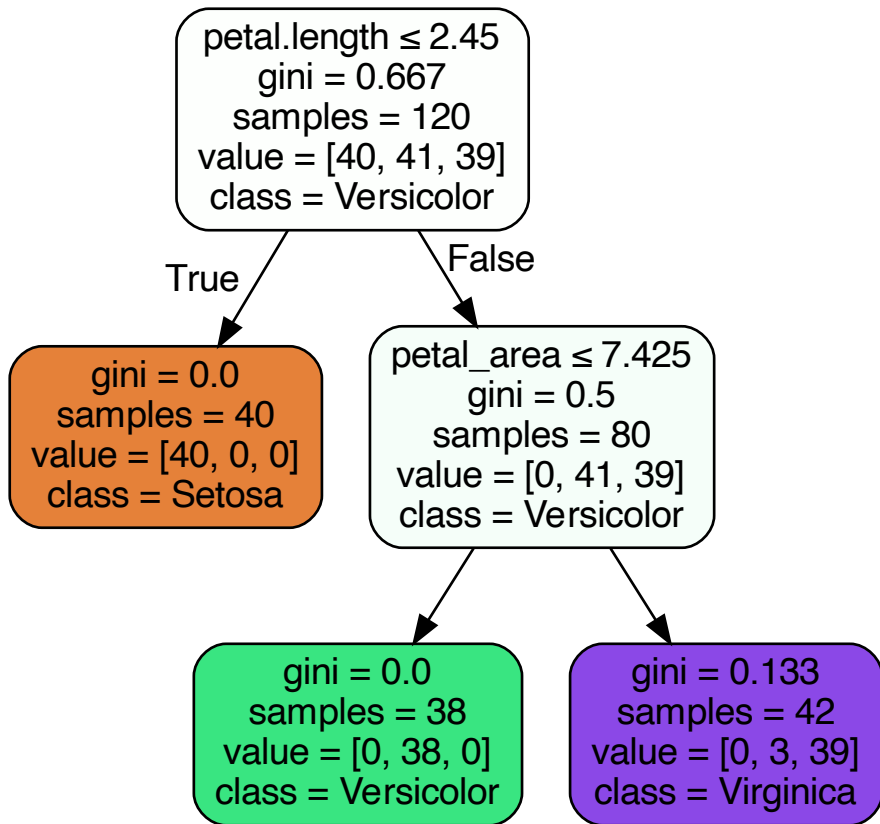 petal.length ≤ 2.45
gini = 0.667
samples = 120
value = [40, 41, 39]
class = Versicolor
True
False
gini = 0.0
samples = 40
value = [40, 0, 0]
class = Setosa
petal_area ≤ 7.425
gini = 0.5
samples = 80
value = [0, 41, 39]
class = Versicolor
gini = 0.0
samples = 38
value = [0, 38, 0]
class = Versicolor
gini = 0.133
samples = 42
value = [0, 3, 39]
class = Virginica